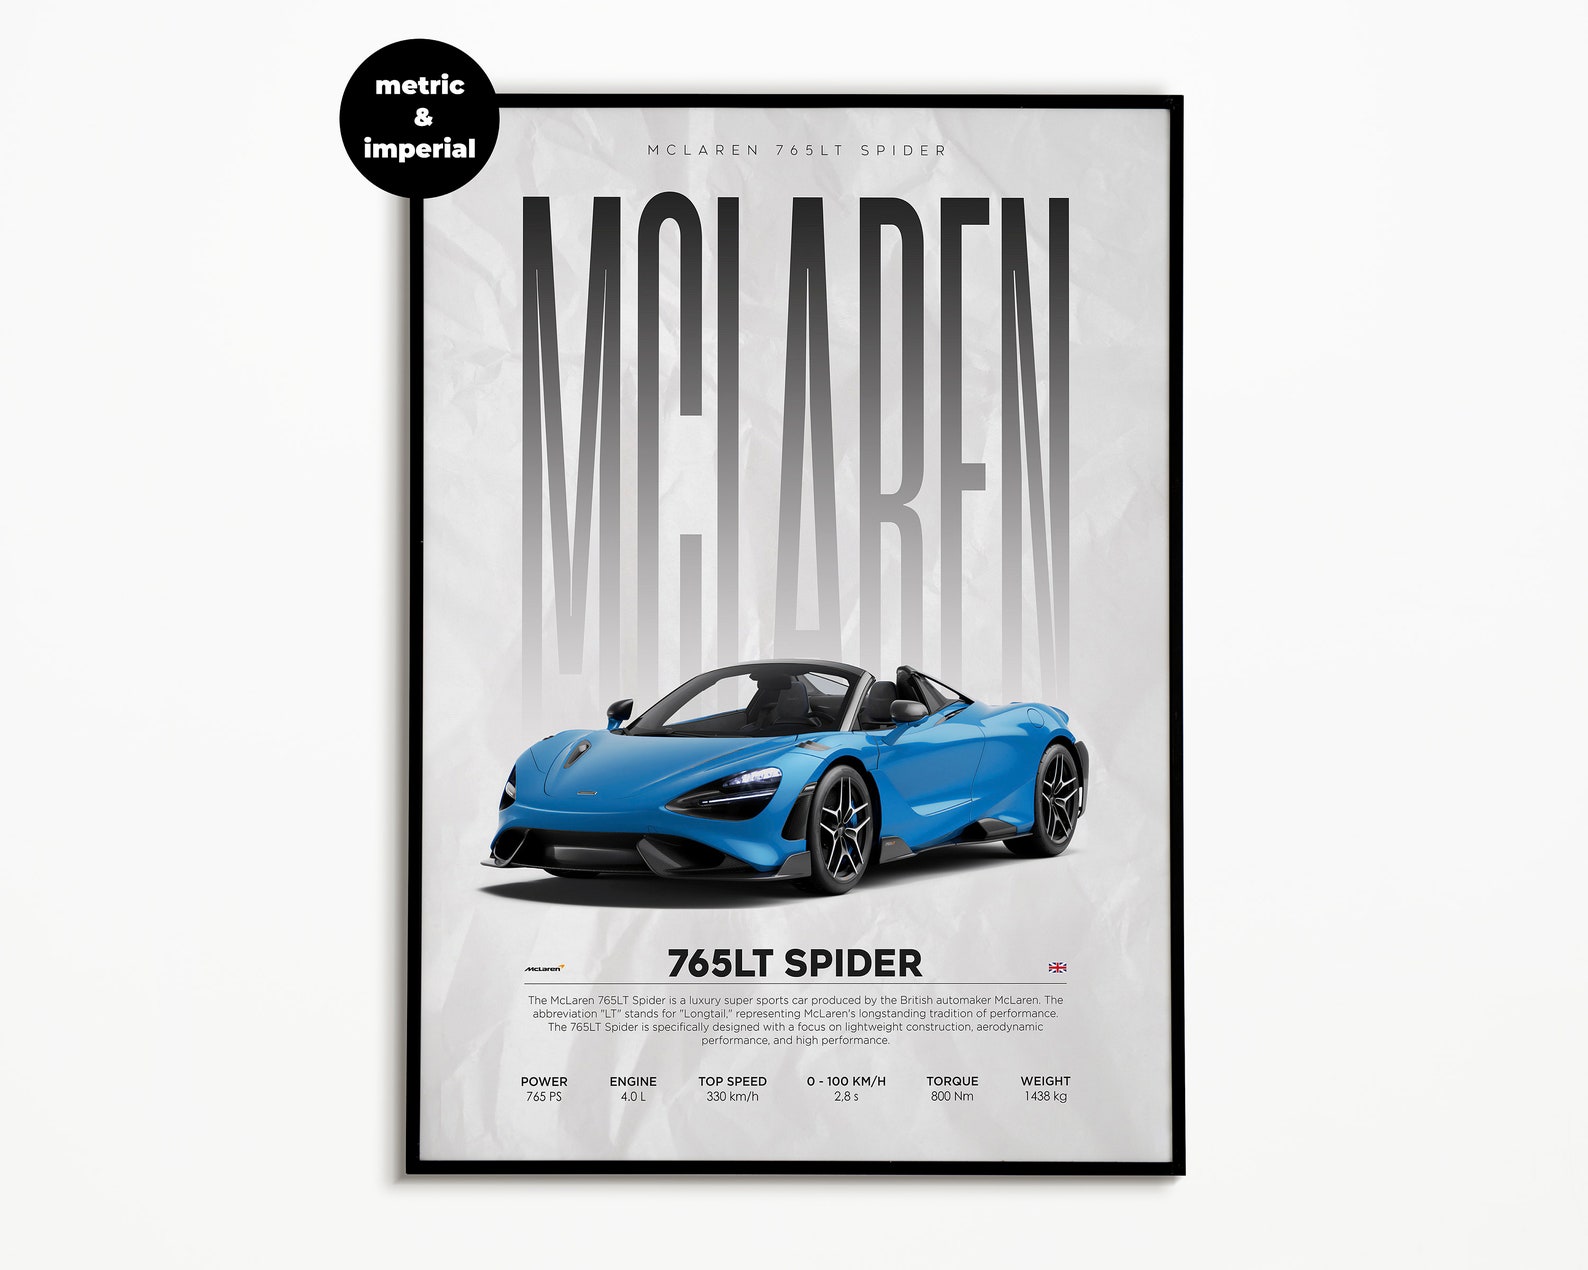 metric
&
imperial
MCLAREN 765LT SPIDER
MCLAREN
McLaren
765LT SPIDER
The McLaren 765LT Spider is a luxury super sports car produced by the British automaker McLaren. The
abbreviation "LT" stands for "Longtail," representing McLaren's longstanding tradition of performance.
The 765LT Spider is specifically designed with a focus on lightweight construction, aerodynamic
performance, and high performance.
POWER ENGINE TOP SPEED 0 - 100 KM/H TORQUE WEIGHT
765 PS 4.0 L 330 km/h 2,8 s 800 Nm 1438 kg